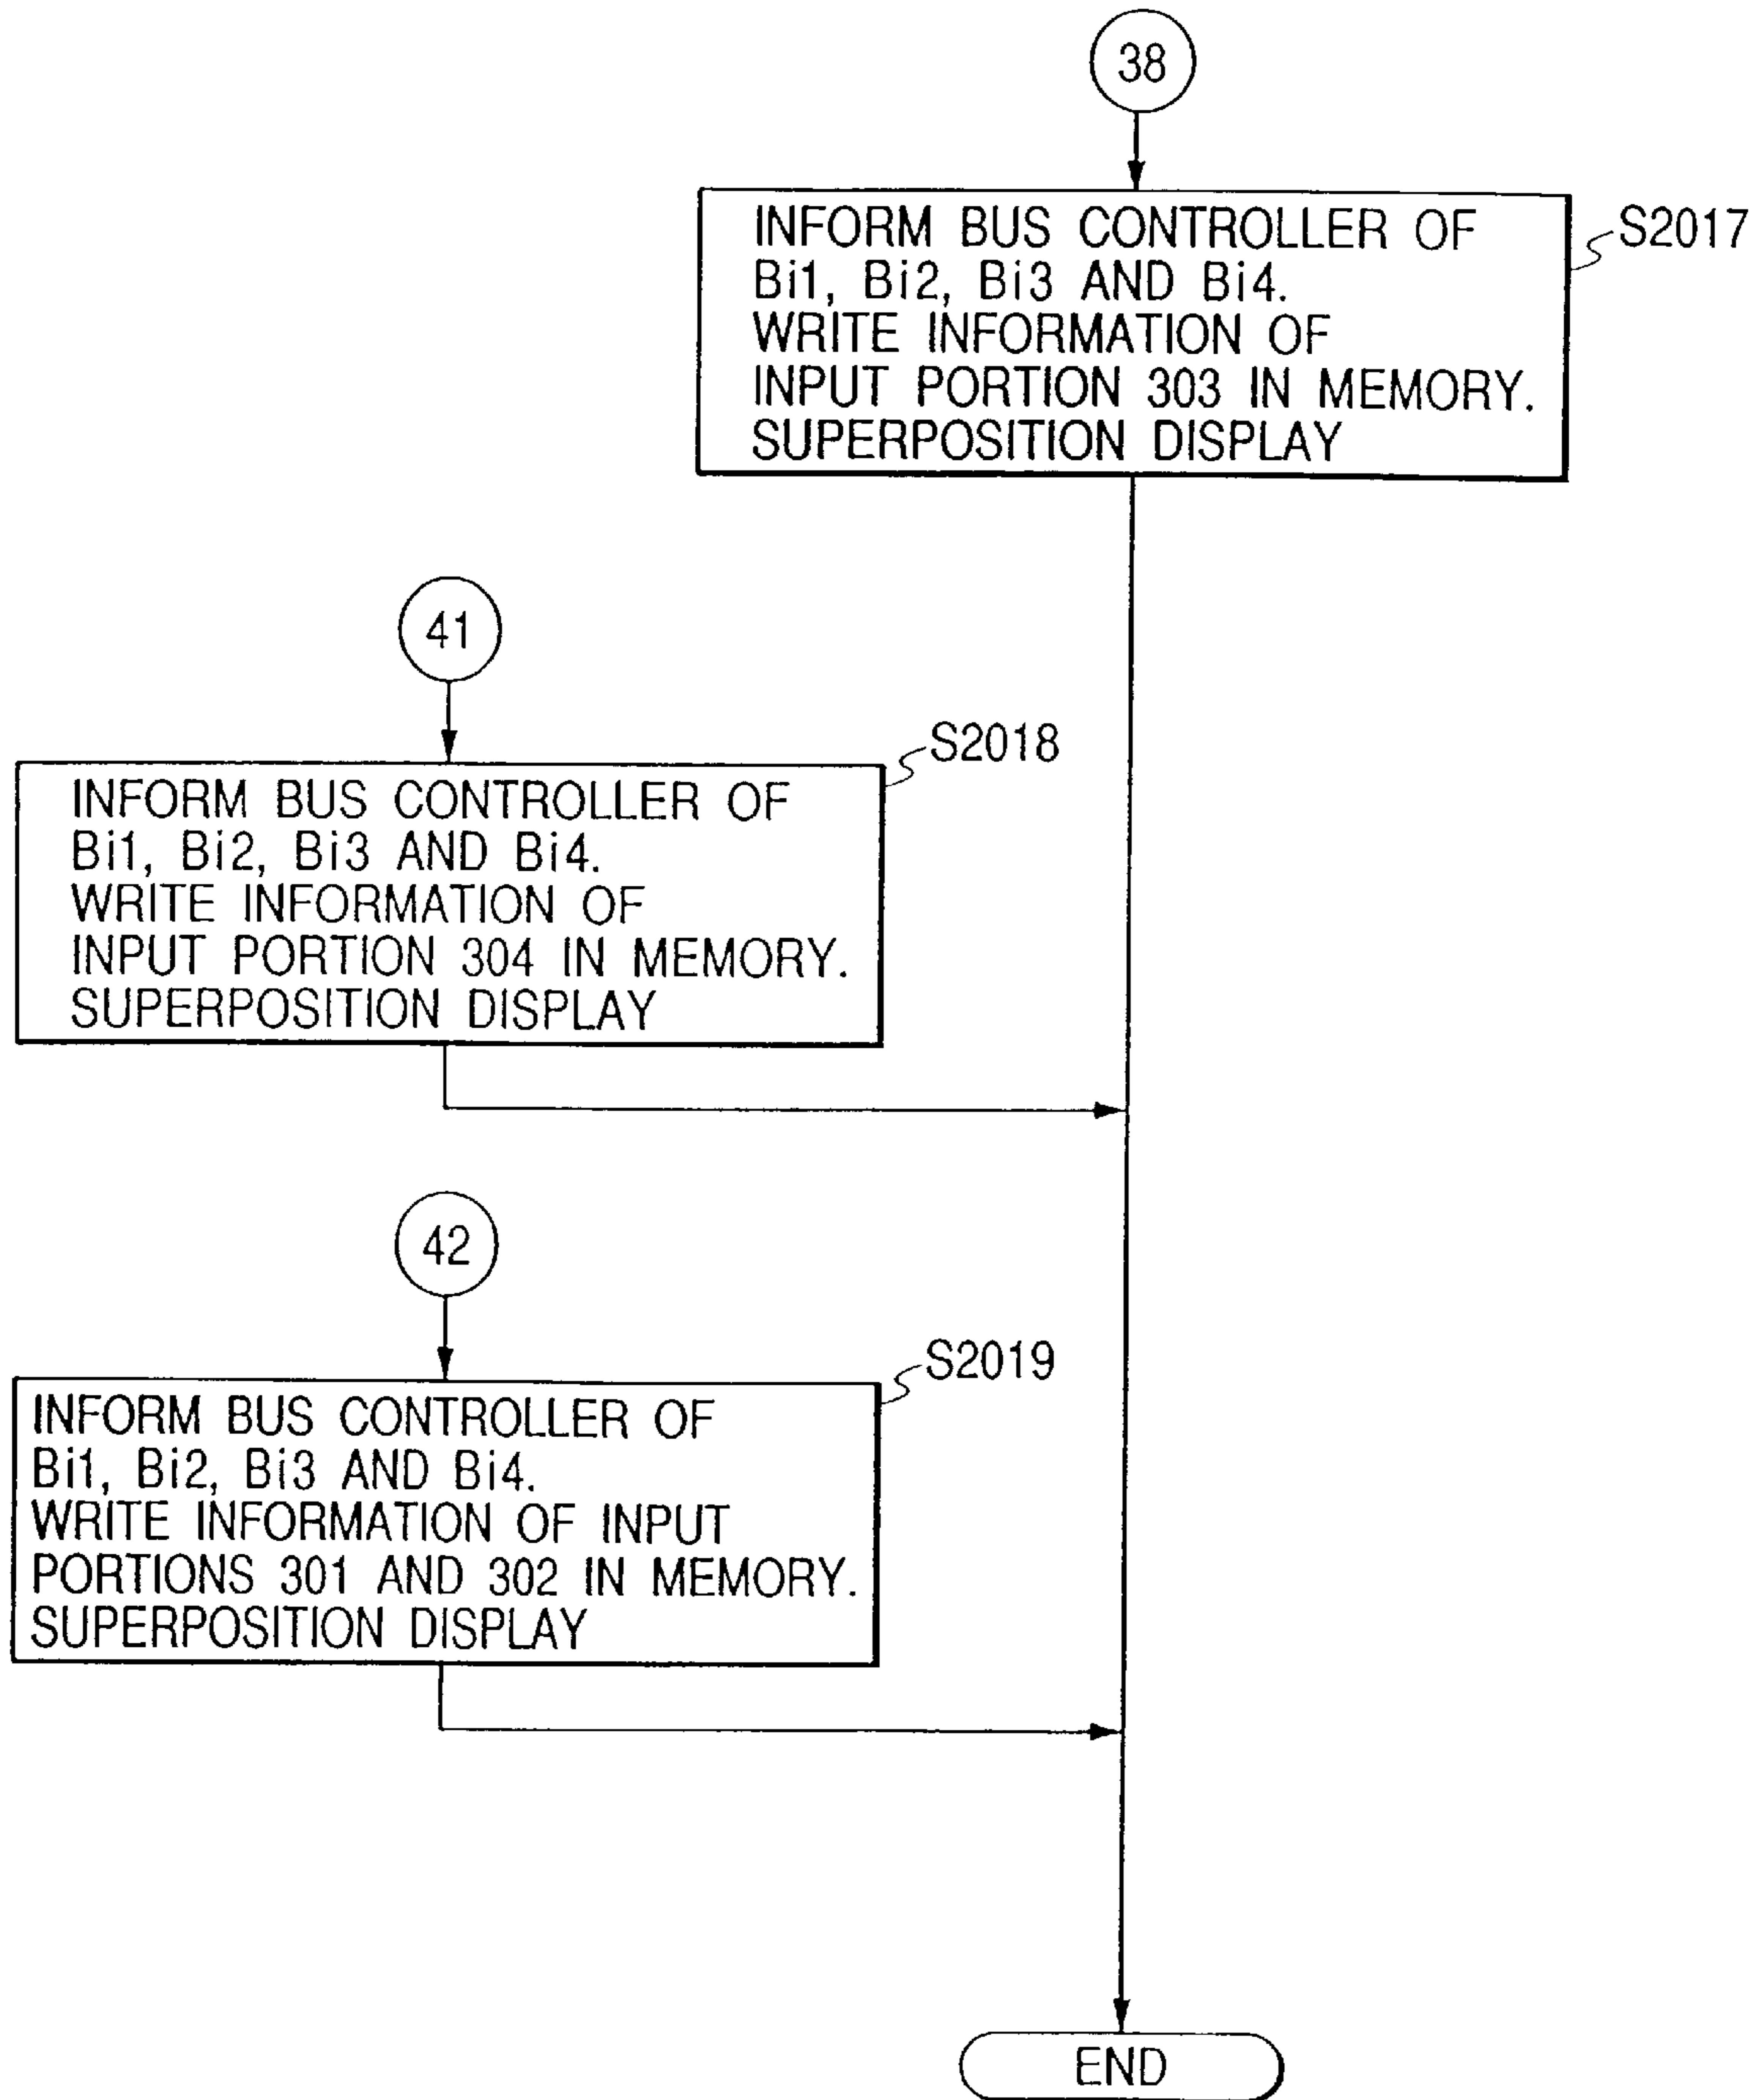 38
INFORM BUS CONTROLLER OF
Bi1, Bi2, Bi3 AND Bi4.
WRITE INFORMATION OF
INPUT PORTION 303 IN MEMORY.
SUPERPOSITION DISPLAY
S2017
41
S2018
INFORM BUS CONTROLLER OF
Bi1, Bi2, Bi3 AND Bi4.
WRITE INFORMATION OF
INPUT PORTION 304 IN MEMORY.
SUPERPOSITION DISPLAY
42
S2019
INFORM BUS CONTROLLER OF
Bi1, Bi2, Bi3 AND Bi4.
WRITE INFORMATION OF INPUT
PORTIONS 301 AND 302 IN MEMORY.
SUPERPOSITION DISPLAY
END